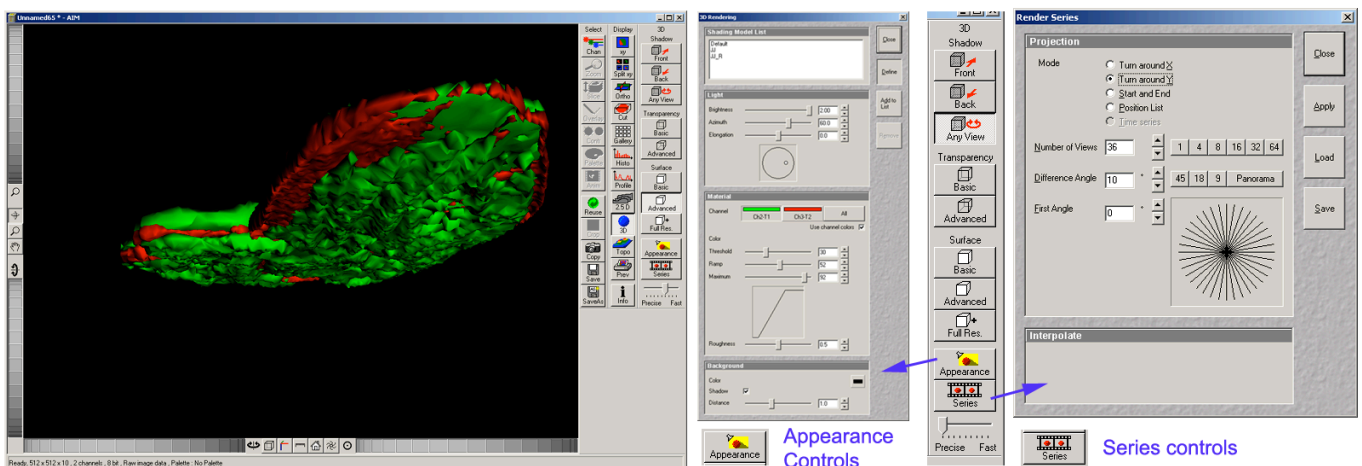 Unnamed65 * - AIM
Select
Display
3D
Chan
xy
Shadow
Zoom
Split xy
Front
Slice
Ortho
Back
Overlay
Cut
Any View
Cont
Gallery
Transparency
Palette
Histo
Basic
Anim
Profile
Advanced
Reuse
2.5 D
Surface
Crop
3D
Basic
Copy
Topo
Advanced
Save
Prev
Full Res.
SaveAs
Info
Appearance
Series
Precise Fast
Ready. 512 x 512 x 10 , 2 channels , 8 bit , Raw image data , Palette : No Palette
3D Rendering
Shading Model List
Default
Al
Al_R
Close
Define
Add to
List
Remove
Light
Brightness 2.00
Azimuth 60.0
Elongation 0.0
Material
Channel Ch2-T1 Ch3-T2 All
Use channel colors
Color
Threshold 30
Ramp 52
Maximum 92
Roughness 0.5
Background
Color
Shadow
Distance 1.0
Appearance
Appearance
Controls
3D
Shadow
Front
Back
Any View
Transparency
Basic
Advanced
Surface
Basic
Advanced
Full Res.
Appearance
Series
Precise Fast
Render Series
Projection
Mode
Turn around X
Turn around Y
Start and End
Position List
Time series
Number of Views 36 1 4 8 16 32 64
Difference Angle 10 ° 45 18 9 Panorama
First Angle 0 °
Interpolate
Close
Apply
Load
Save
Series
Series controls